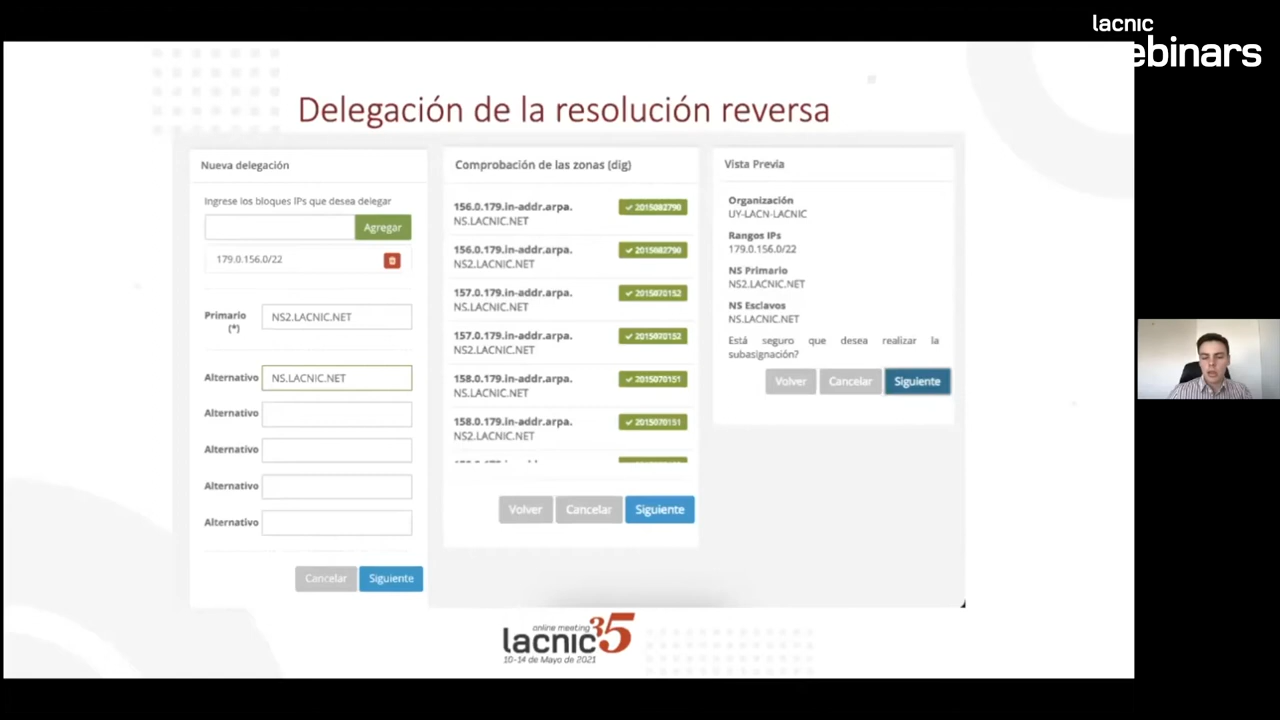 lacnic
ebinars
Delegación de la resolución reversa
Nueva delegación
Ingrese los bloques IPs que desea delegar
Agregar
179.0.156.0/22
Primario
(*)
NS2.LACNIC.NET
Alternativo
NS.LACNIC.NET
Alternativo
Alternativo
Alternativo
Alternativo
Cancelar
Siguiente
Comprobación de las zonas (dig)
156.0.179.in-addr.arpa.
2015082790
NS.LACNIC.NET
156.0.179.in-addr.arpa.
2015082790
NS2.LACNIC.NET
157.0.179.in-addr.arpa.
2015070152
NS.LACNIC.NET
157.0.179.in-addr.arpa.
2015070152
NS2.LACNIC.NET
158.0.179.in-addr.arpa.
2015070151
NS.LACNIC.NET
158.0.179.in-addr.arpa.
2015070151
NS2.LACNIC.NET
Volver
Cancelar
Siguiente
Vista Previa
Organización
UY-LACN-LACNIC
Rangos IPs
179.0.156.0/22
NS Primario
NS2.LACNIC.NET
NS Esclavos
NS.LACNIC.NET
Está seguro que desea realizar la
subasignación?
Volver
Cancelar
Siguiente
online meeting
lacnic35
10-14 de Mayo de 2021